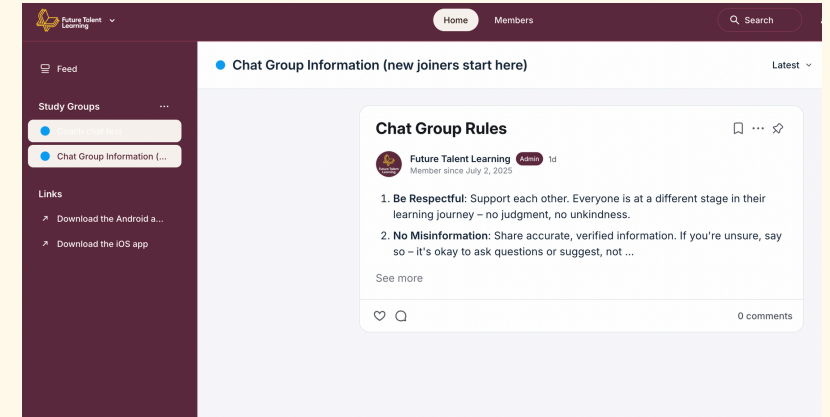 Future Talent
Learning
Home
Members
Search
Feed
Study Groups
Chat Group Information (...
Links
Download the Android a...
Download the iOS app
Chat Group Information (new joiners start here)
Latest
Chat Group Rules
Future Talent Learning Admin 1d
Member since July 2, 2025
1. Be Respectful: Support each other. Everyone is at a different stage in their
learning journey – no judgment, no unkindness.
2. No Misinformation: Share accurate, verified information. If you're unsure, say
so – it's okay to ask questions or suggest, not ...
See more
0 comments